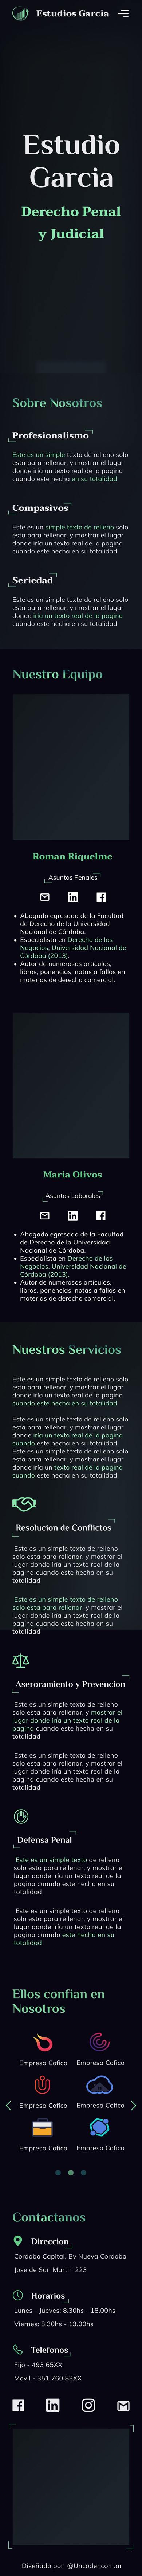 Estudios Garcia
Estudio
Garcia
Derecho Penal
y Judicial
Sobre Nosotros
Profesionalismo
Este es un simple texto de relleno solo
esta para rellenar, y mostrar el lugar
donde iría un texto real de la pagina
cuando este hecha en su totalidad
Compasivos
Este es un simple texto de relleno solo
esta para rellenar, y mostrar el lugar
donde iría un texto real de la pagina
cuando este hecha en su totalidad
Seriedad
Este es un simple texto de relleno solo
esta para rellenar, y mostrar el lugar
donde iría un texto real de la pagina
cuando este hecha en su totalidad
Nuestro Equipo
Roman Riquelme
Asuntos Penales
• Abogado egresado de la Facultad
de Derecho de la Universidad
Nacional de Córdoba.
• Especialista en Derecho de los
Negocios, Universidad Nacional de
Córdoba (2013).
• Autor de numerosos artículos,
libros, ponencias, notas a fallos en
materias de derecho comercial.
Maria Olivos
Asuntos Laborales
• Abogado egresado de la Facultad
de Derecho de la Universidad
Nacional de Córdoba.
• Especialista en Derecho de los
Negocios, Universidad Nacional de
Córdoba (2013).
• Autor de numerosos artículos,
libros, ponencias, notas a fallos en
materias de derecho comercial.
Nuestros Servicios
Este es un simple texto de relleno solo
esta para rellenar, y mostrar el lugar
donde iría un texto real de la pagina
cuando este hecha en su totalidad
Este es un simple texto de relleno solo
esta para rellenar, y mostrar el lugar
donde iría un texto real de la pagina
cuando este hecha en su totalidad
Este es un simple texto de relleno solo
esta para rellenar, y mostrar el lugar
donde iría un texto real de la pagina
cuando este hecha en su totalidad
Resolucion de Conflictos
Este es un simple texto de relleno
solo esta para rellenar, y mostrar el
lugar donde iría un texto real de la
pagina cuando este hecha en su
totalidad
Este es un simple texto de relleno
solo esta para rellenar, y mostrar el
lugar donde iría un texto real de la
pagina cuando este hecha en su
totalidad
Aseroramiento y Prevencion
Este es un simple texto de relleno
solo esta para rellenar, y mostrar el
lugar donde iría un texto real de la
pagina cuando este hecha en su
totalidad
Este es un simple texto de relleno
solo esta para rellenar, y mostrar el
lugar donde iría un texto real de la
pagina cuando este hecha en su
totalidad
Defensa Penal
Este es un simple texto de relleno
solo esta para rellenar, y mostrar el
lugar donde iría un texto real de la
pagina cuando este hecha en su
totalidad
Este es un simple texto de relleno
solo esta para rellenar, y mostrar el
lugar donde iría un texto real de la
pagina cuando este hecha en su
totalidad
Ellos confian en
Nosotros
Empresa Cofico Empresa Cofico
Empresa Cofico Empresa Cofico
Empresa Cofico Empresa Cofico
Contactanos
Direccion
Cordoba Capital, Bv Nueva Cordoba
Jose de San Martin 223
Horarios
Lunes - Jueves: 8.30hs - 18.00hs
Viernes: 8.30hs - 13.00hs
Telefonos
Fijo - 493 65XX
Movil - 351 760 83XX
Diseñado por @Uncoder.com.ar